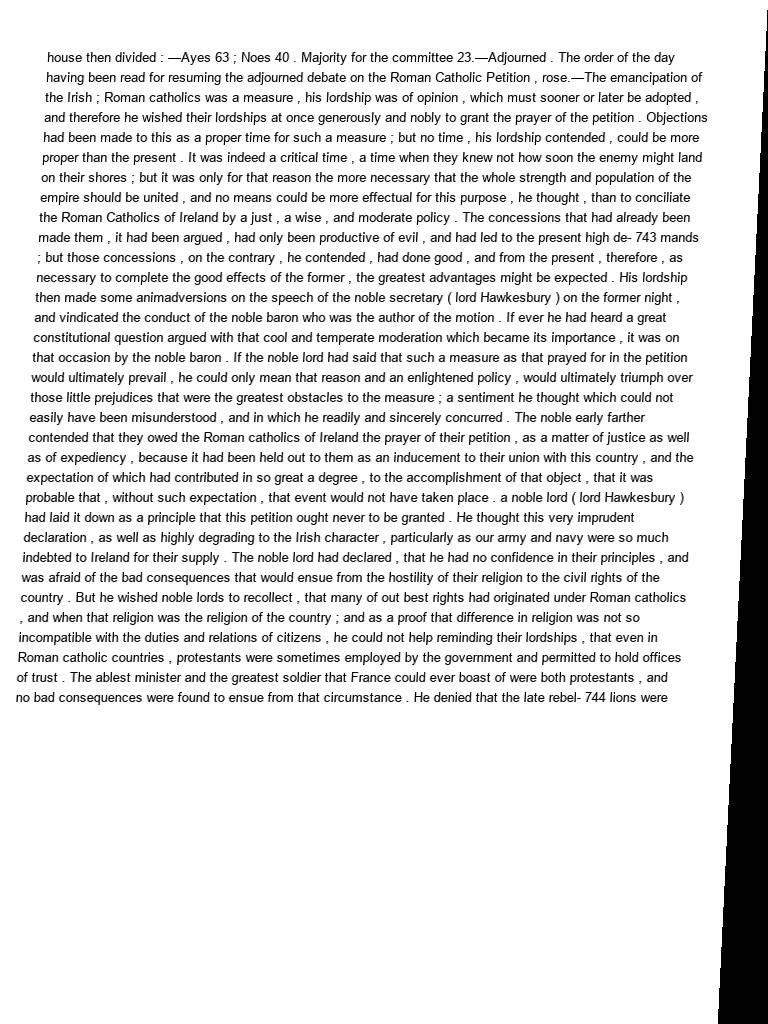 house then divided : —Ayes 63 ; Noes 40 . Majority for the committee 23.—Adjourned . The order of the day
having been read for resuming the adjourned debate on the Roman Catholic Petition , rose.—The emancipation of
the Irish ; Roman catholics was a measure , his lordship was of opinion , which must sooner or later be adopted ,
and therefore he wished their lordships at once generously and nobly to grant the prayer of the petition . Objections
had been made to this as a proper time for such a measure ; but no time , his lordship contended , could be more
proper than the present . It was indeed a critical time , a time when they knew not how soon the enemy might land
on their shores ; but it was only for that reason the more necessary that the whole strength and population of the
empire should be united , and no means could be more effectual for this purpose , he thought , than to conciliate
the Roman Catholics of Ireland by a just , a wise , and moderate policy . The concessions that had already been
made them , it had been argued , had only been productive of evil , and had led to the present high de- 743 mands
; but those concessions , on the contrary , he contended , had done good , and from the present , therefore , as
necessary to complete the good effects of the former , the greatest advantages might be expected . His lordship
then made some animadversions on the speech of the noble secretary ( lord Hawkesbury ) on the former night ,
and vindicated the conduct of the noble baron who was the author of the motion . If ever he had heard a great
constitutional question argued with that cool and temperate moderation which became its importance , it was on
that occasion by the noble baron . If the noble lord had said that such a measure as that prayed for in the petition
would ultimately prevail , he could only mean that reason and an enlightened policy , would ultimately triumph over
those little prejudices that were the greatest obstacles to the measure ; a sentiment he thought which could not
easily have been misunderstood , and in which he readily and sincerely concurred . The noble early farther
contended that they owed the Roman catholics of Ireland the prayer of their petition , as a matter of justice as well
as of expediency , because it had been held out to them as an inducement to their union with this country , and the
expectation of which had contributed in so great a degree , to the accomplishment of that object , that it was
probable that , without such expectation , that event would not have taken place . a noble lord ( lord Hawkesbury )
had laid it down as a principle that this petition ought never to be granted . He thought this very imprudent
declaration , as well as highly degrading to the Irish character , particularly as our army and navy were so much
indebted to Ireland for their supply . The noble lord had declared , that he had no confidence in their principles , and
was afraid of the bad consequences that would ensue from the hostility of their religion to the civil rights of the
country . But he wished noble lords to recollect , that many of out best rights had originated under Roman catholics
, and when that religion was the religion of the country ; and as a proof that difference in religion was not so
incompatible with the duties and relations of citizens , he could not help reminding their lordships , that even in
Roman catholic countries , protestants were sometimes employed by the government and permitted to hold offices
of trust . The ablest minister and the greatest soldier that France could ever boast of were both protestants , and
no bad consequences were found to ensue from that circumstance . He denied that the late rebel- 744 lions were